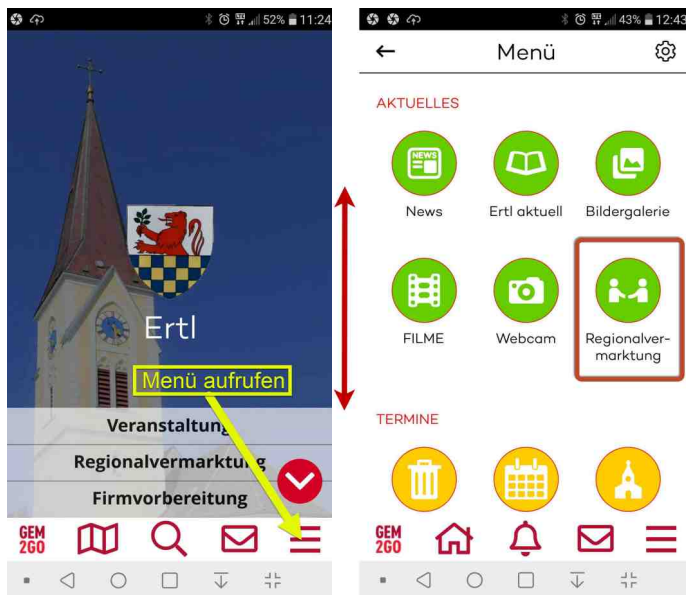 52% 11:24
Ertl
Menü aufrufen
Veranstaltung
Regionalvermarktung
Firmvorbereitung
GEM
2GO
43% 12:43
Menü
AKTUELLES
NEWS
News
Ertl aktuell
Bildergalerie
FILME
Webcam
Regionalver-
marktung
TERMINE
GEM
2GO